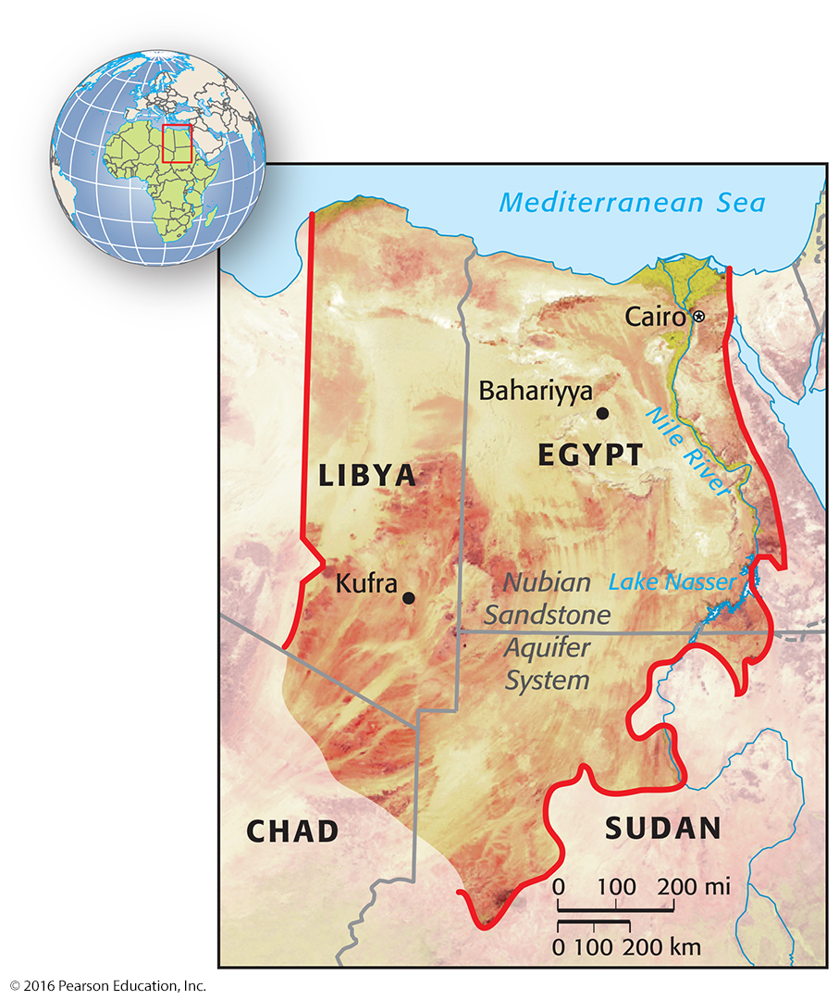 Mediterranean Sea
Cairo
Bahariyya
EGYPT
Nile River
LIBYA
Kufra
Nubian
Sandstone
Aquifer
System
Lake Nasser
CHAD
SUDAN
0 100 200 mi
0 100 200 km
© 2016 Pearson Education, Inc.